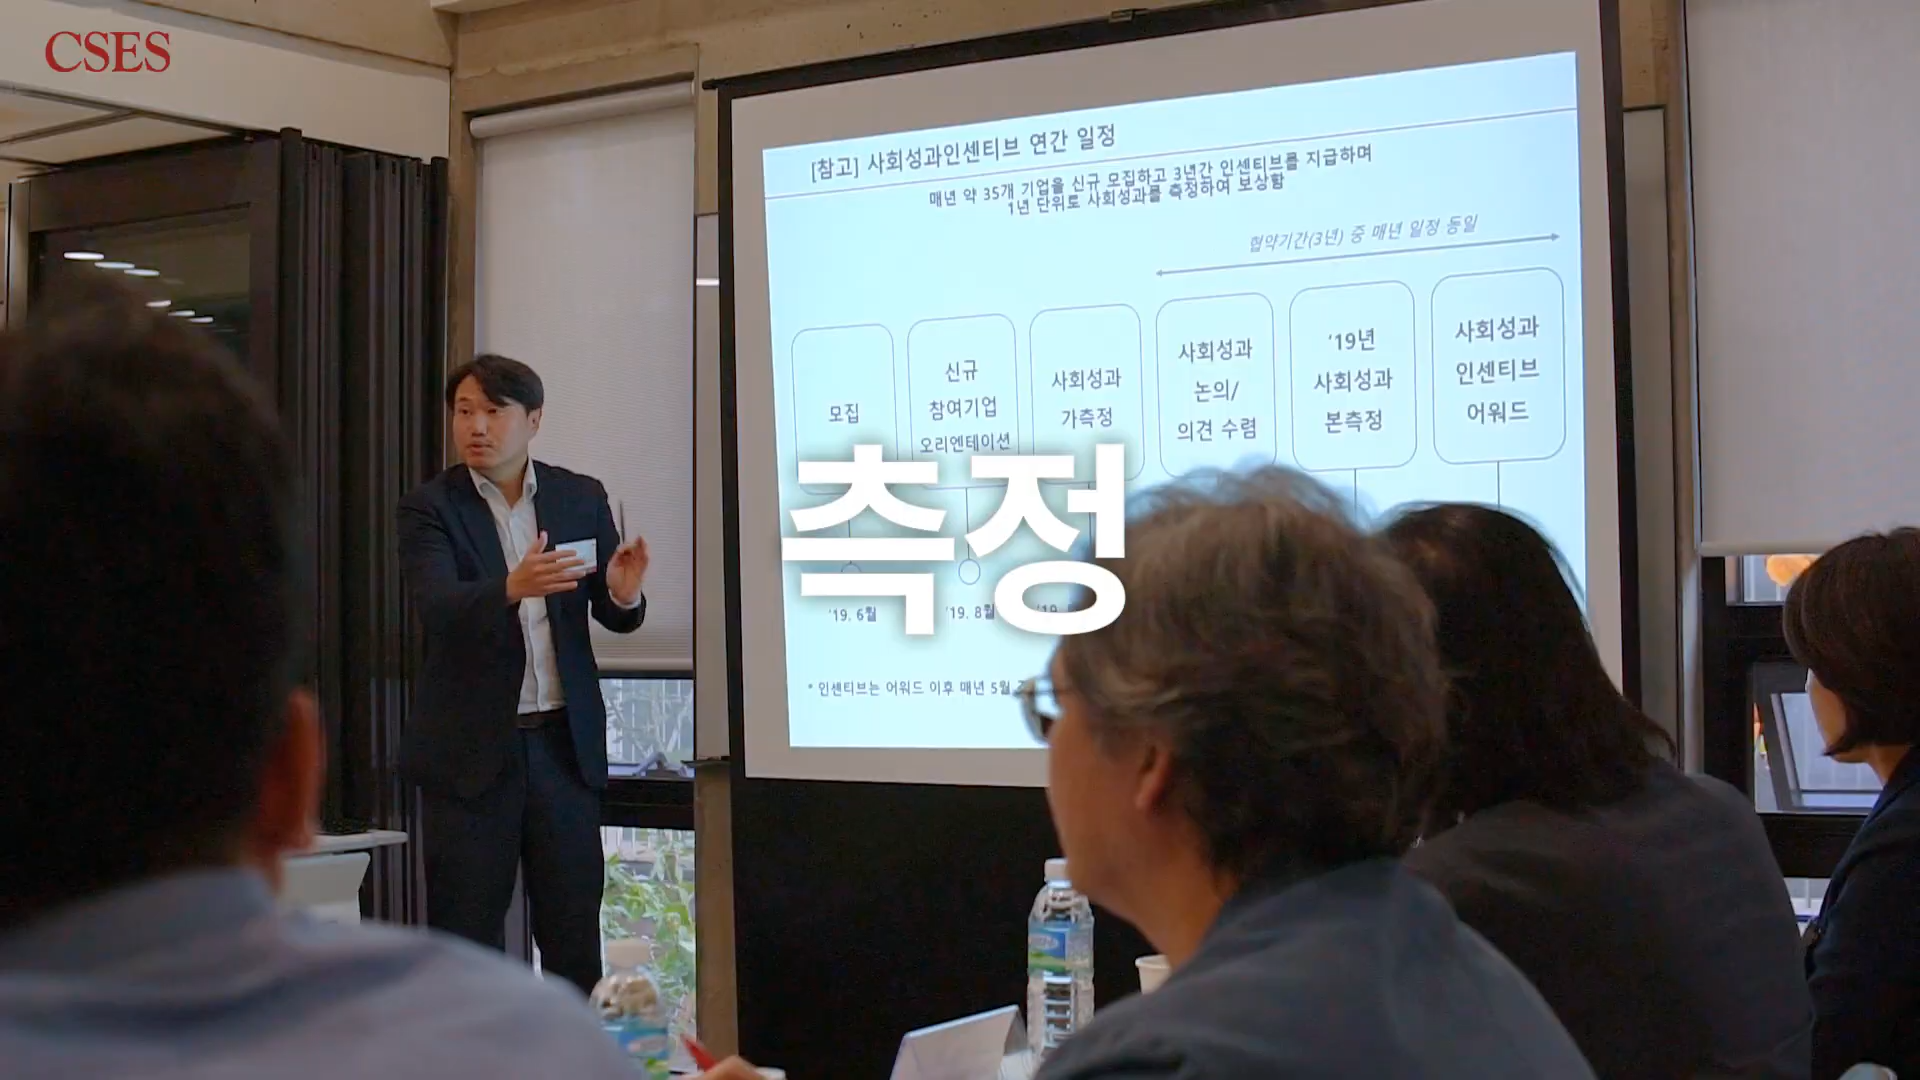 CSES
[참고] 사회성과인센티브 연간 일정
매년 약 35개 기업을 신규 모집하고 3년간 인센티브를 지급하며
1년 단위로 사회성과를 측정하여 보상함
협약기간(3년) 중 매년 일정 동일
모집
신규
참여기업
오리엔테이션
사회성과
가측정
사회성과
논의/
의견 수렴
'19년
사회성과
본측정
사회성과
인센티브
어워드
측정
'19. 6월
'19. 8월
'19.
* 인센티브는 어워드 이후 매년 5월